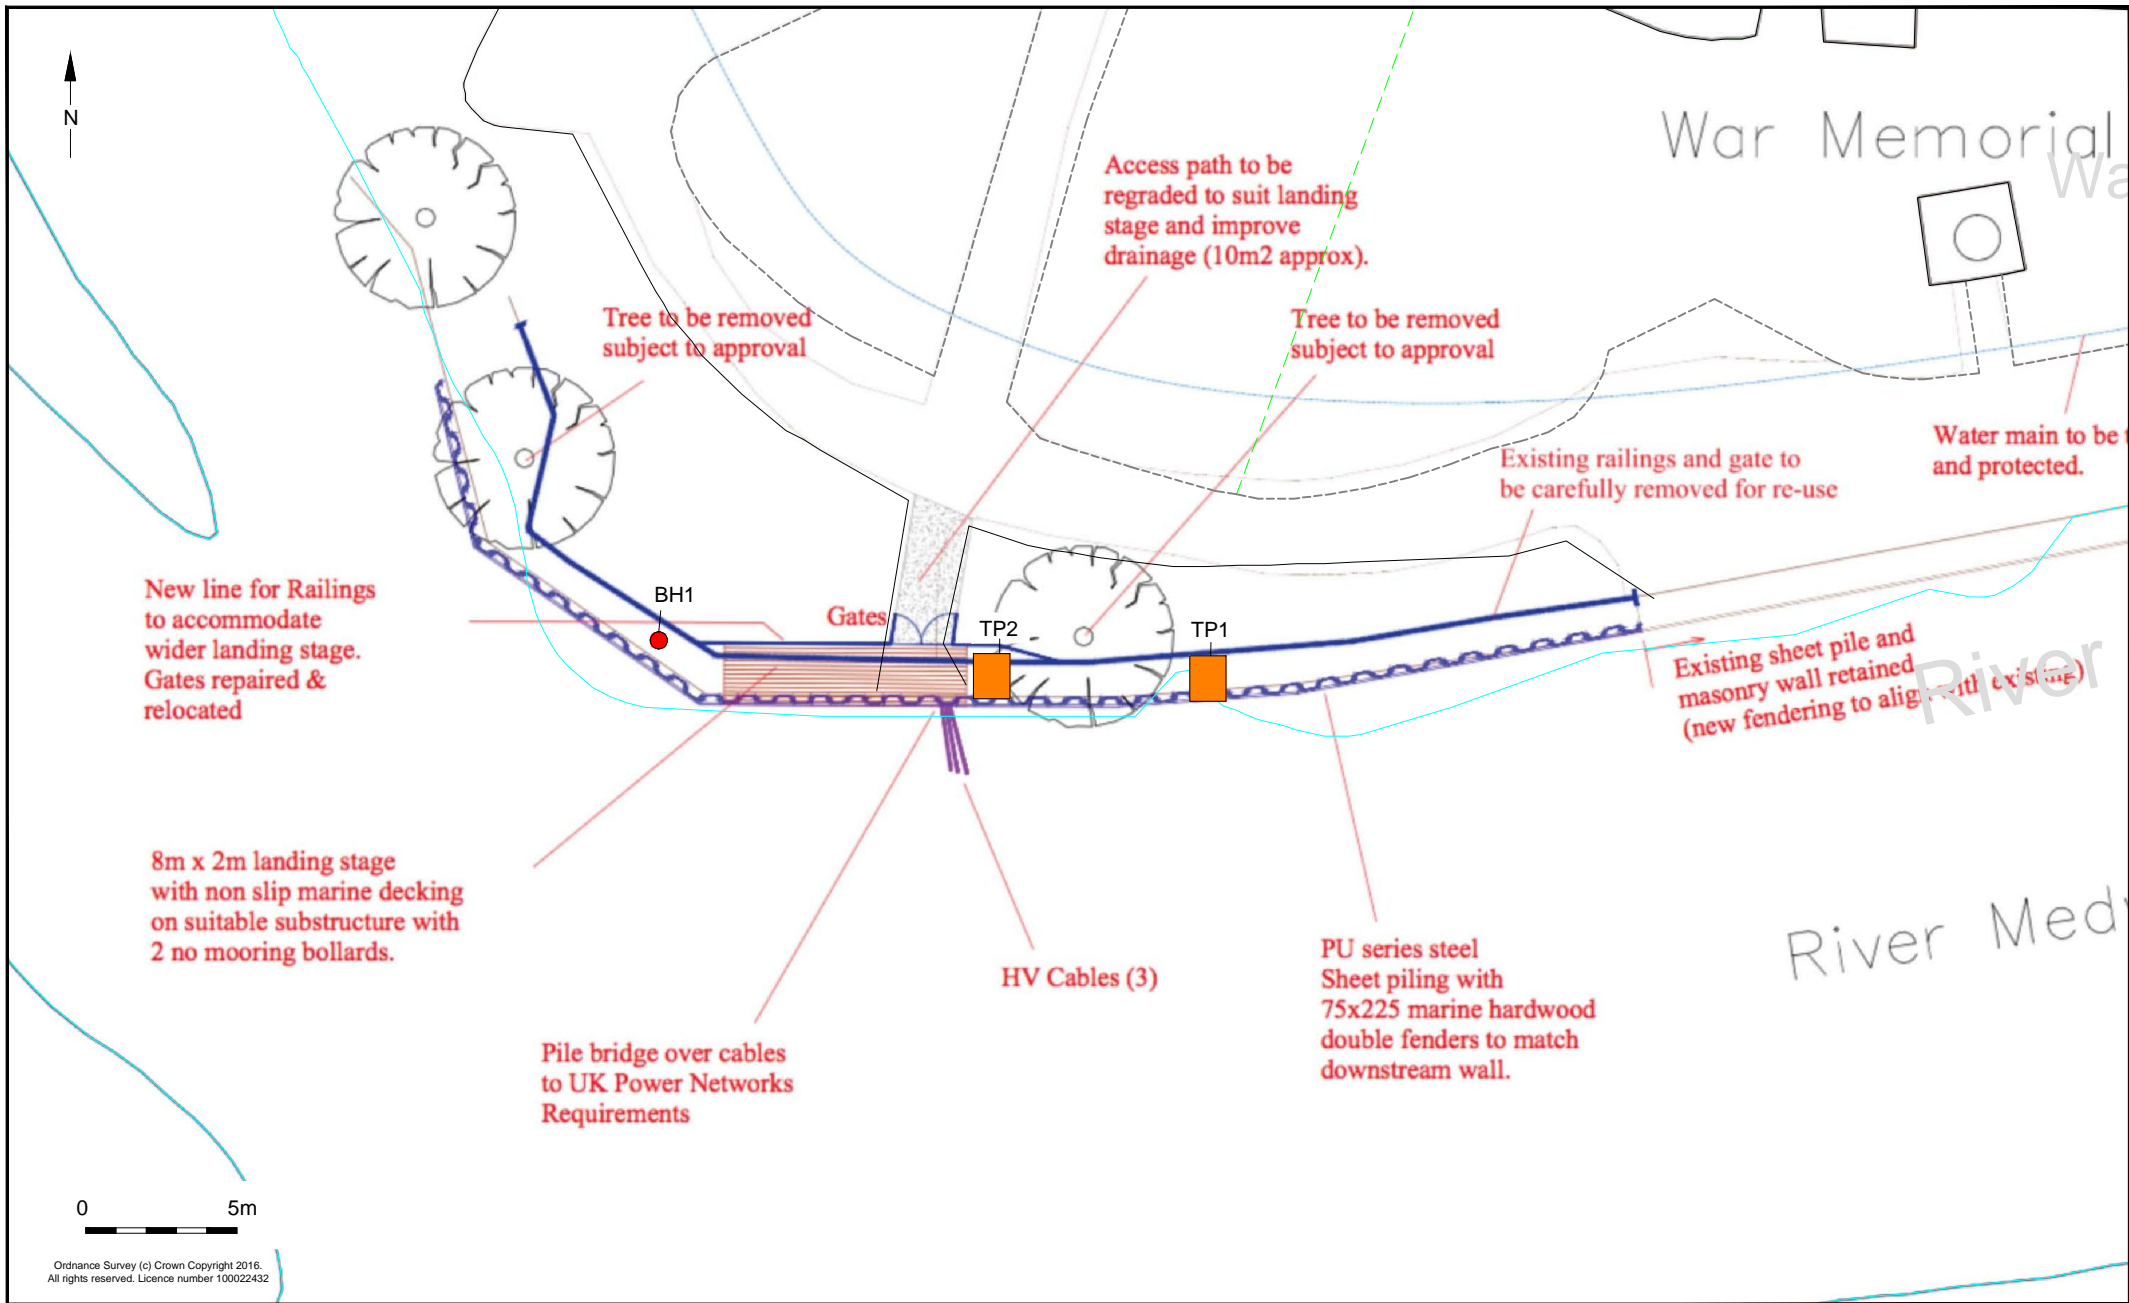 N
War Memorial
Wa
Access path to be
regraded to suit landing
stage and improve
drainage (10m2 approx).
Tree to be removed
subject to approval
Tree to be removed
subject to approval
Water main to be
and protected.
Existing railings and gate to
be carefully removed for re-use
New line for Railings
to accommodate
wider landing stage.
Gates repaired &
relocated
BH1
Gates
TP2
TP1
Existing sheet pile and
masonry wall retained
(new fendering to align with existing)
River
8m x 2m landing stage
with non slip marine decking
on suitable substructure with
2 no mooring bollards.
HV Cables (3)
PU series steel
Sheet piling with
75x225 marine hardwood
double fenders to match
downstream wall.
River Medw
Pile bridge over cables
to UK Power Networks
Requirements
0 5m
Ordnance Survey (c) Crown Copyright 2016.
All rights reserved. Licence number 100022432